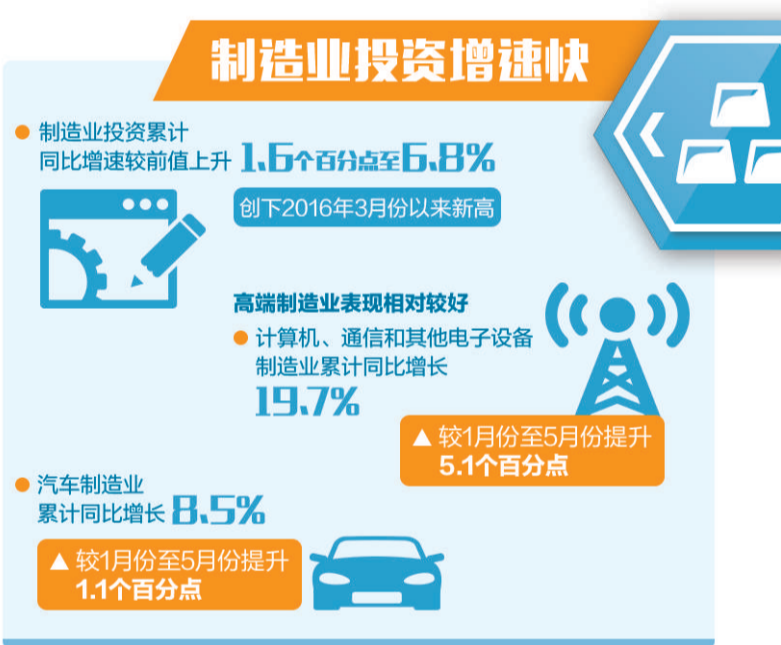 制造业投资增速快
制造业投资累计
同比增速较前值上升 1.6个百分点至6.8%
创下2016年3月份以来新高
高端制造业表现相对较好
计算机、通信和其他电子设备
制造业累计同比增长
19.7%
▲ 较1月份至5月份提升
5.1个百分点
汽车制造业
累计同比增长 8.5%
▲ 较1月份至5月份提升
1.1个百分点